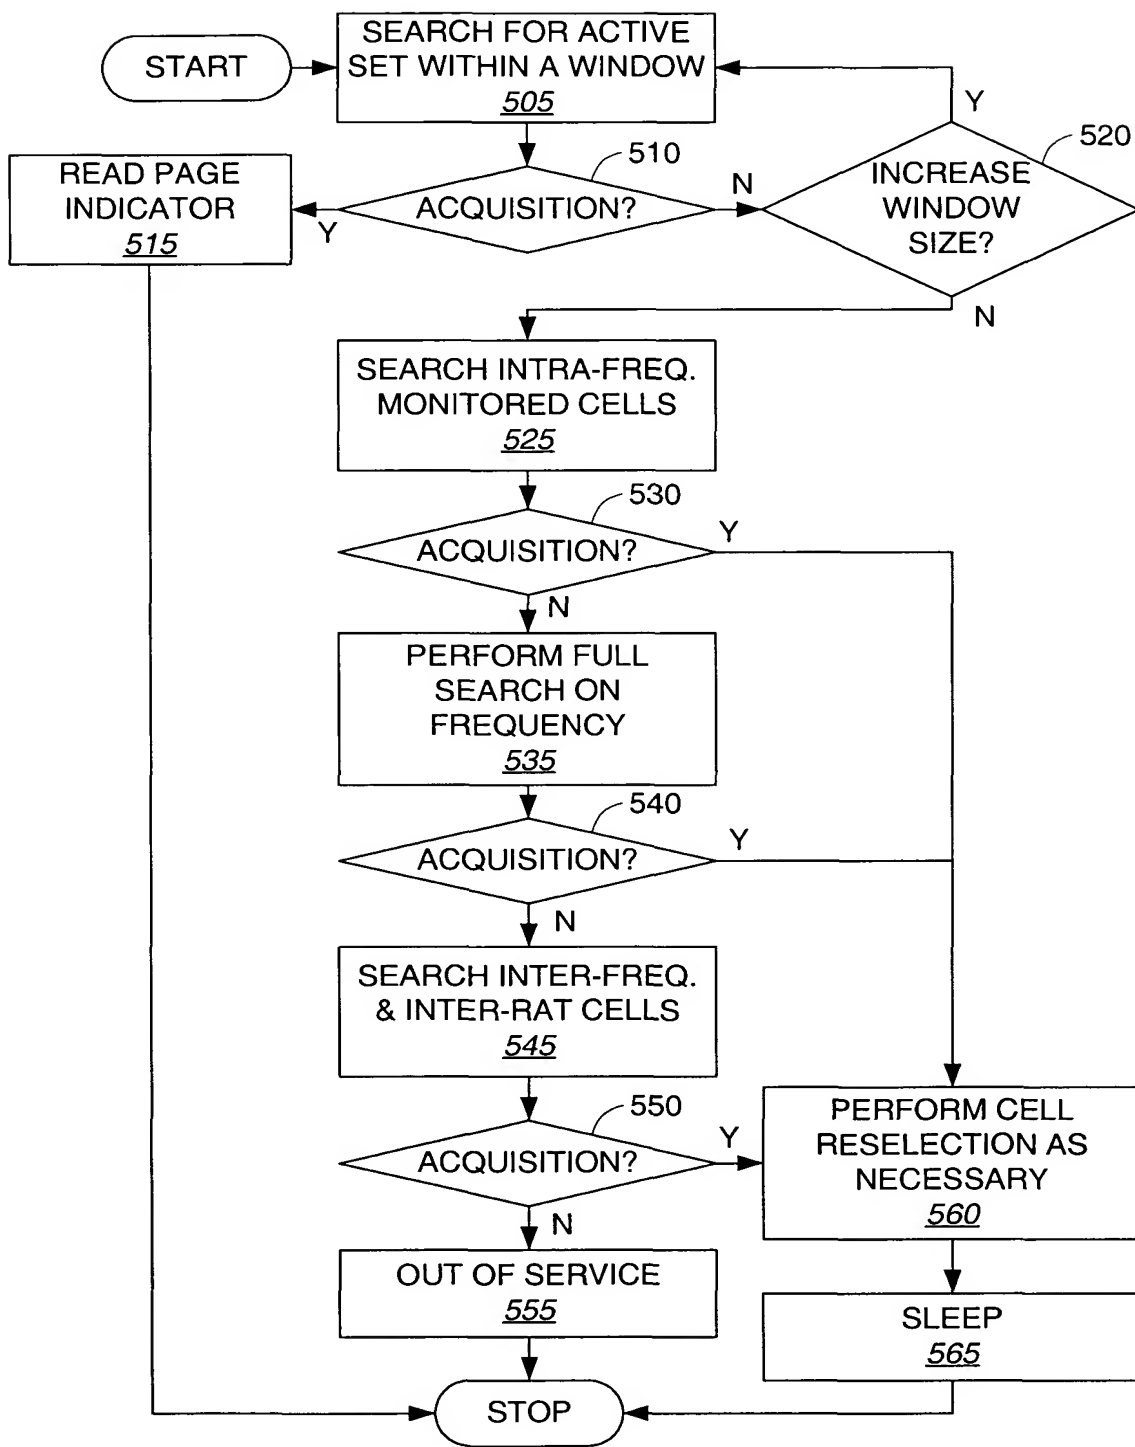 START
SEARCH FOR ACTIVE
SET WITHIN A WINDOW
505
Y
520
510
READ PAGE
INDICATOR
515
Y
ACQUISITION?
N
INCREASE
WINDOW
SIZE?
N
SEARCH INTRA-FREQ.
MONITORED CELLS
525
530
ACQUISITION?
Y
N
PERFORM FULL
SEARCH ON
FREQUENCY
535
540
ACQUISITION?
Y
N
SEARCH INTER-FREQ.
& INTER-RAT CELLS
545
550
ACQUISITION?
Y
N
PERFORM CELL
RESELECTION AS
NECESSARY
560
OUT OF SERVICE
555
SLEEP
565
STOP